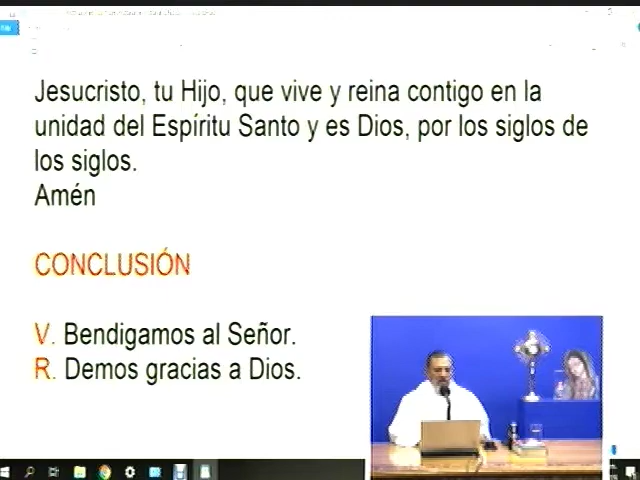 Jesucristo, tu Hijo, que vive y reina contigo en la
unidad del Espíritu Santo y es Dios, por los siglos de
los siglos.
Amén
CONCLUSIÓN
V. Bendigamos al Señor.
R. Demos gracias a Dios.